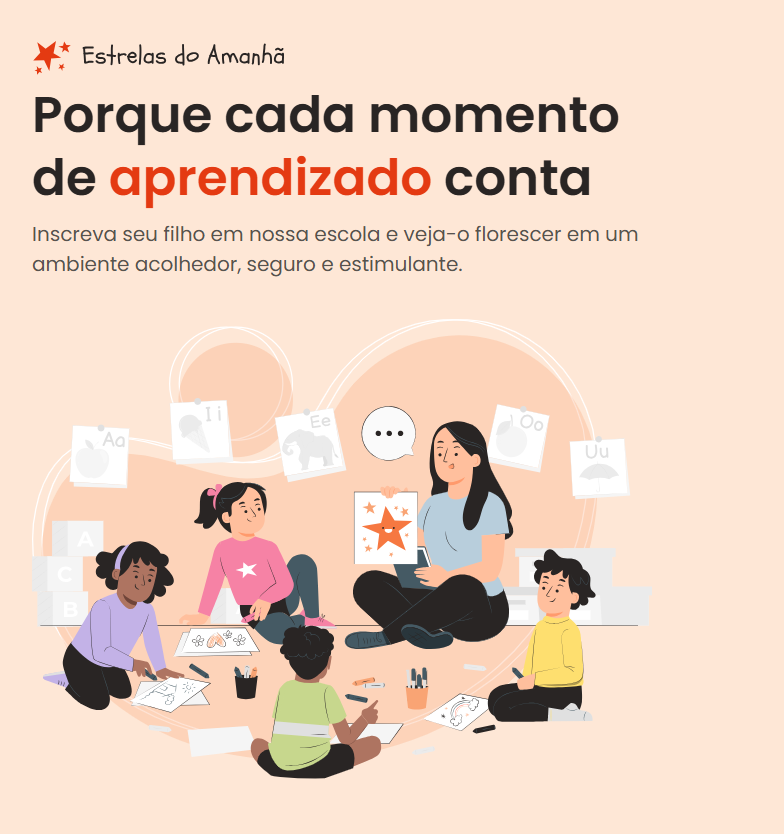 Estrelas do Amanhã
Porque cada momento
de aprendizado conta
Inscreva seu filho em nossa escola e veja-o florescer em um
ambiente acolhedor, seguro e estimulante.
Aa
Ii
Ee
Oo
Uu
A
C
B